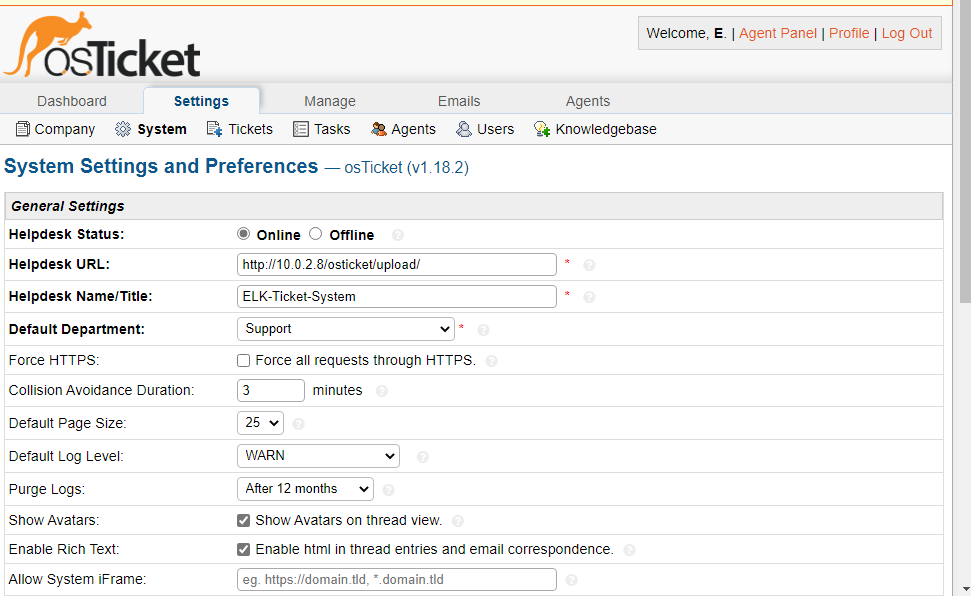 osTicket
Welcome, E. | Agent Panel | Profile | Log Out
Dashboard Settings Manage Emails Agents
Company System Tickets Tasks Agents Users Knowledgebase
System Settings and Preferences — osTicket (v1.18.2)
General Settings
Helpdesk Status: Online Offline ?
Helpdesk URL: http://10.0.2.8/osticket/upload/ * ?
Helpdesk Name/Title: ELK-Ticket-System * ?
Default Department: Support * ?
Force HTTPS: Force all requests through HTTPS. ?
Collision Avoidance Duration: 3 minutes ?
Default Page Size: 25 ?
Default Log Level: WARN ?
Purge Logs: After 12 months ?
Show Avatars: Show Avatars on thread view. ?
Enable Rich Text: Enable html in thread entries and email correspondence. ?
Allow System iFrame: eg. https://domain.tld, *.domain.tld ?